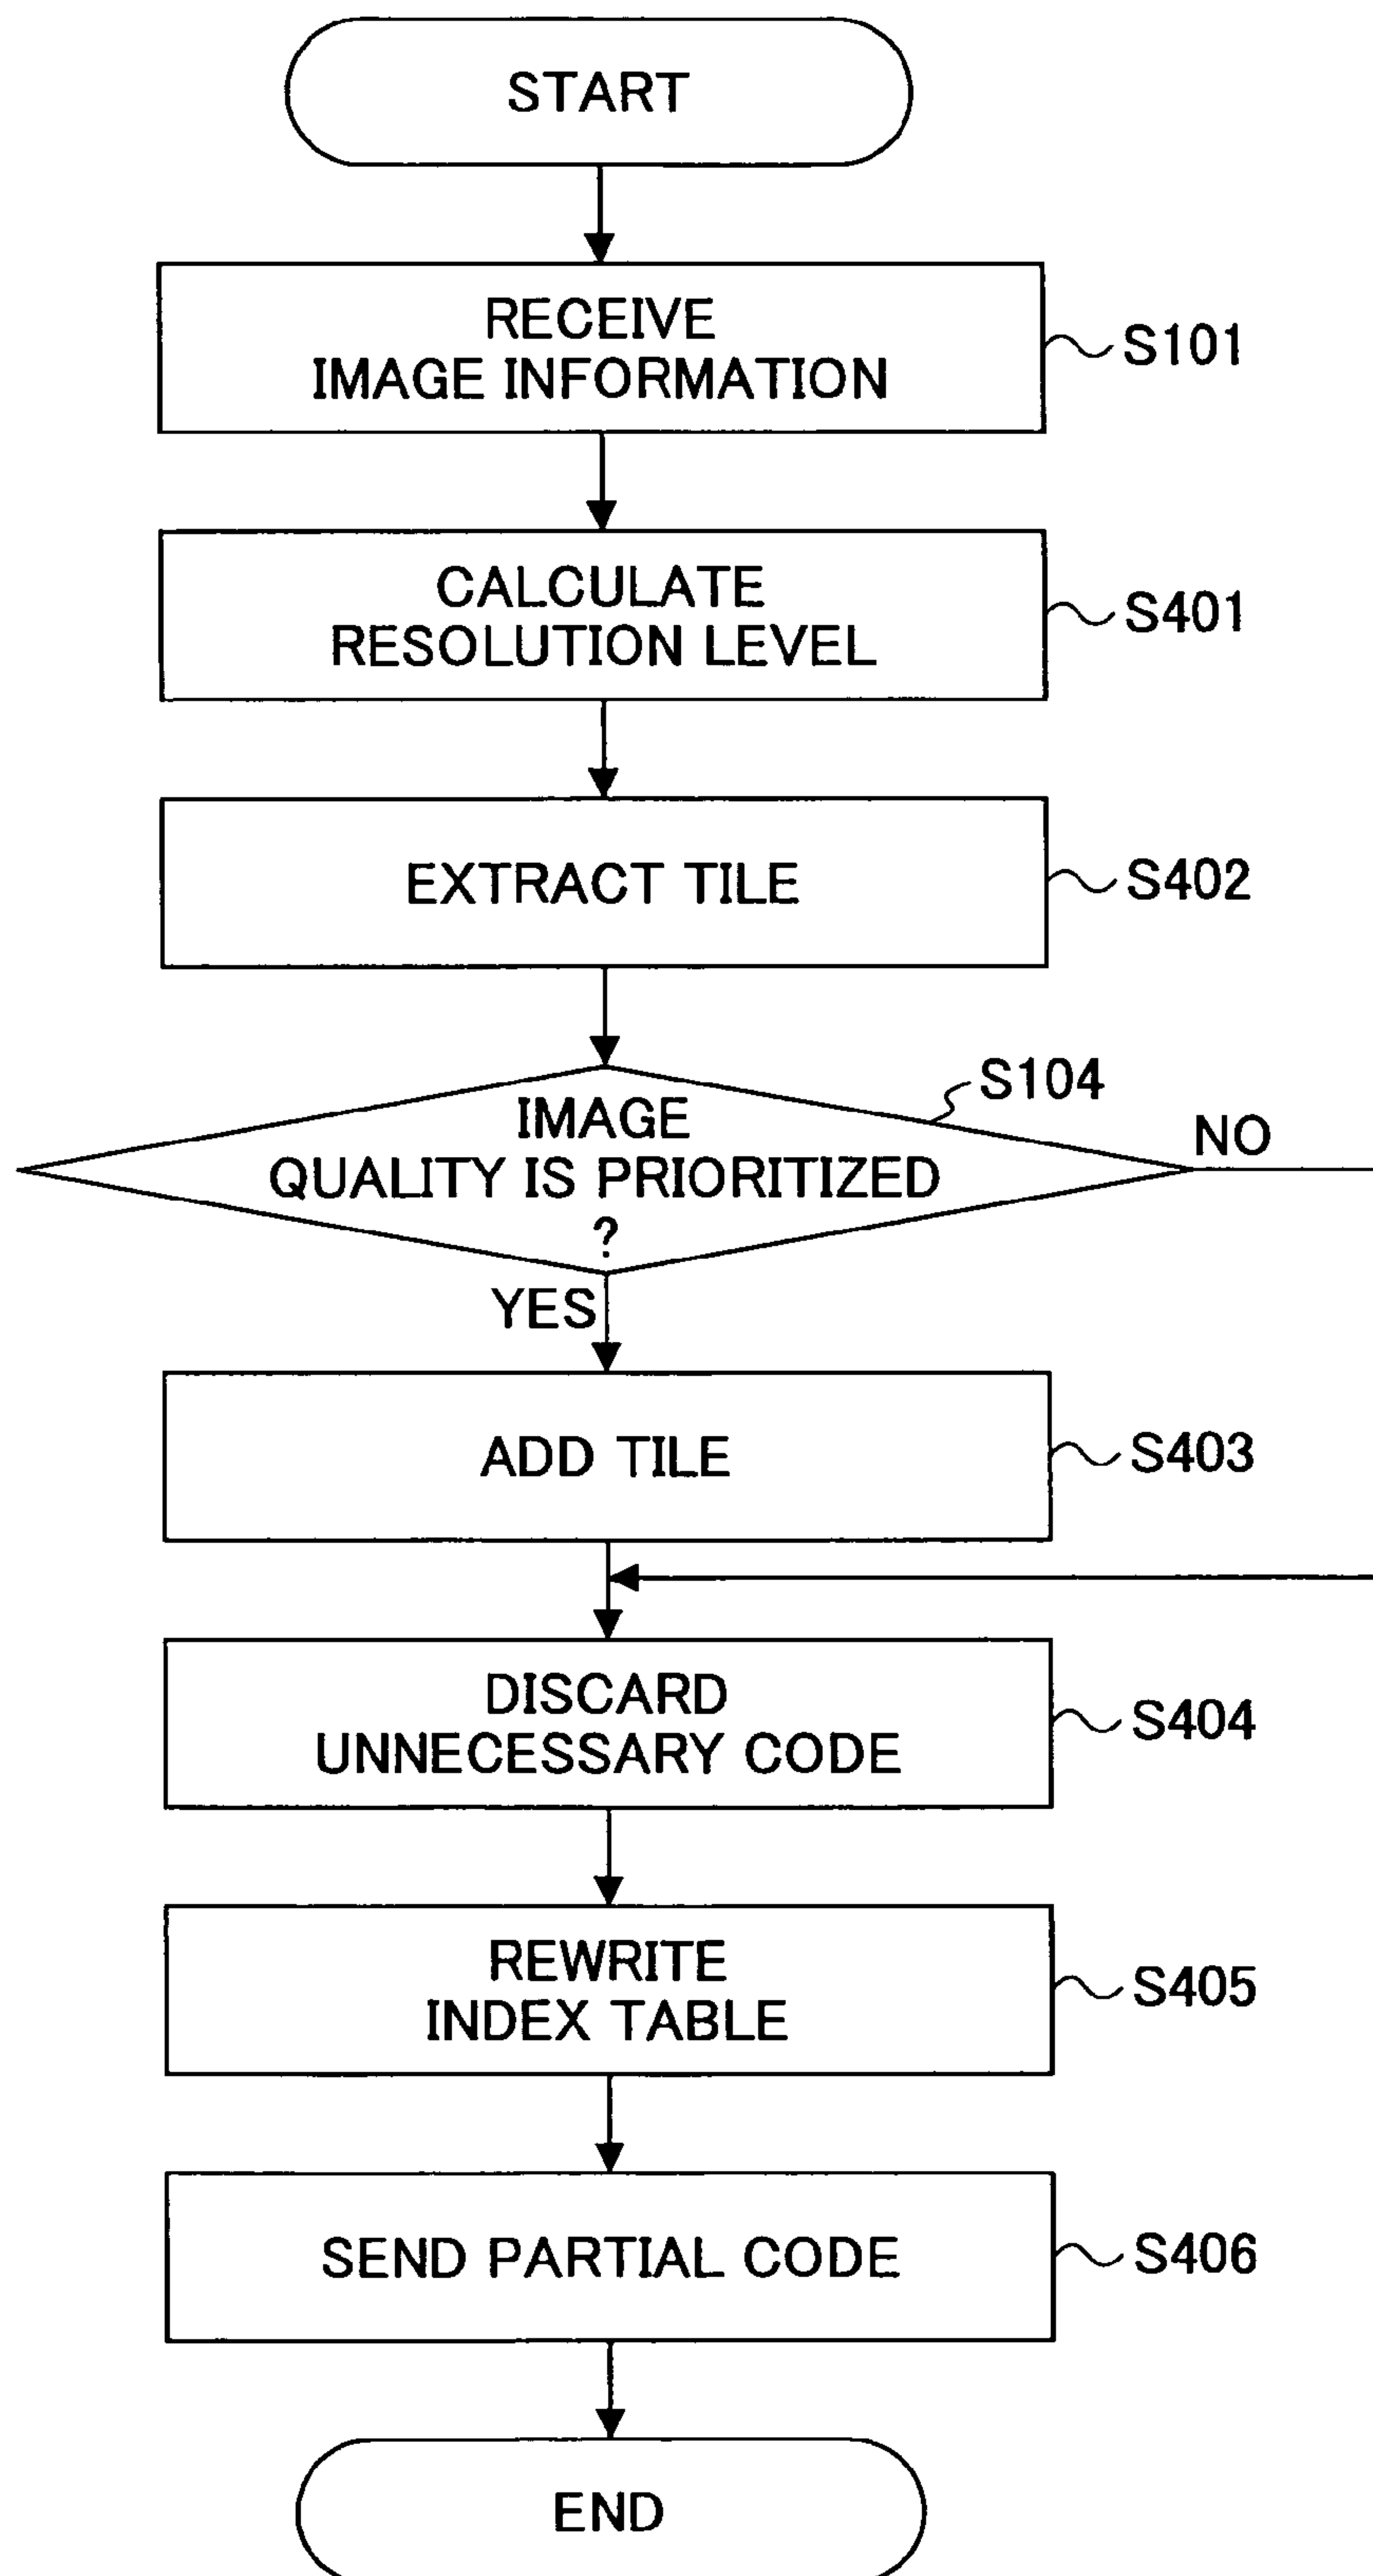 START
RECEIVE
IMAGE INFORMATION
S101
CALCULATE
RESOLUTION LEVEL
S401
EXTRACT TILE
S402
S104
IMAGE
QUALITY IS PRIORITIZED
?
NO
YES
ADD TILE
S403
DISCARD
UNNECESSARY CODE
S404
REWRITE
INDEX TABLE
S405
SEND PARTIAL CODE
S406
END